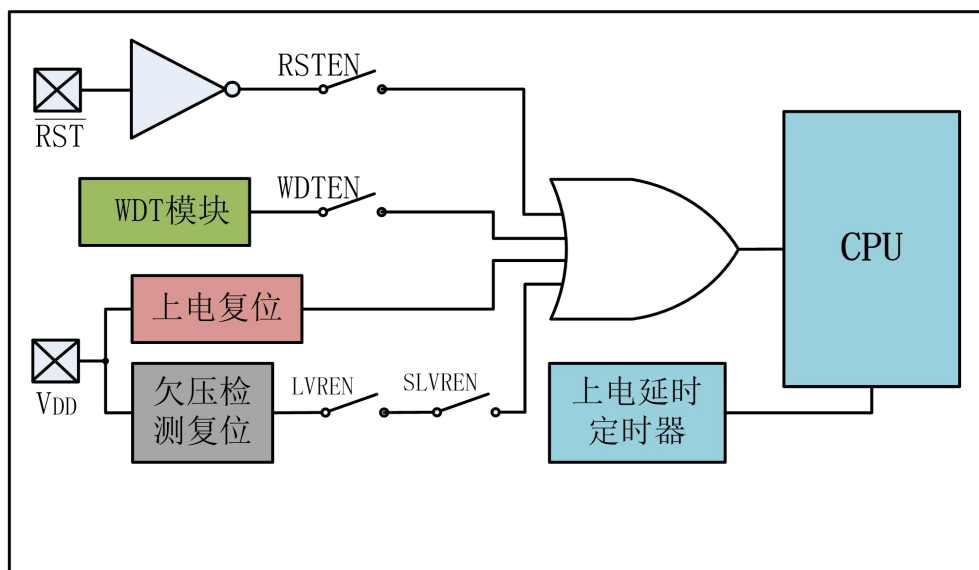 RSTEN
RST
WDTEN
WDT模块
CPU
上电复位
VDD
欠压检
测复位
LVREN
SLVREN
上电延时
定时器